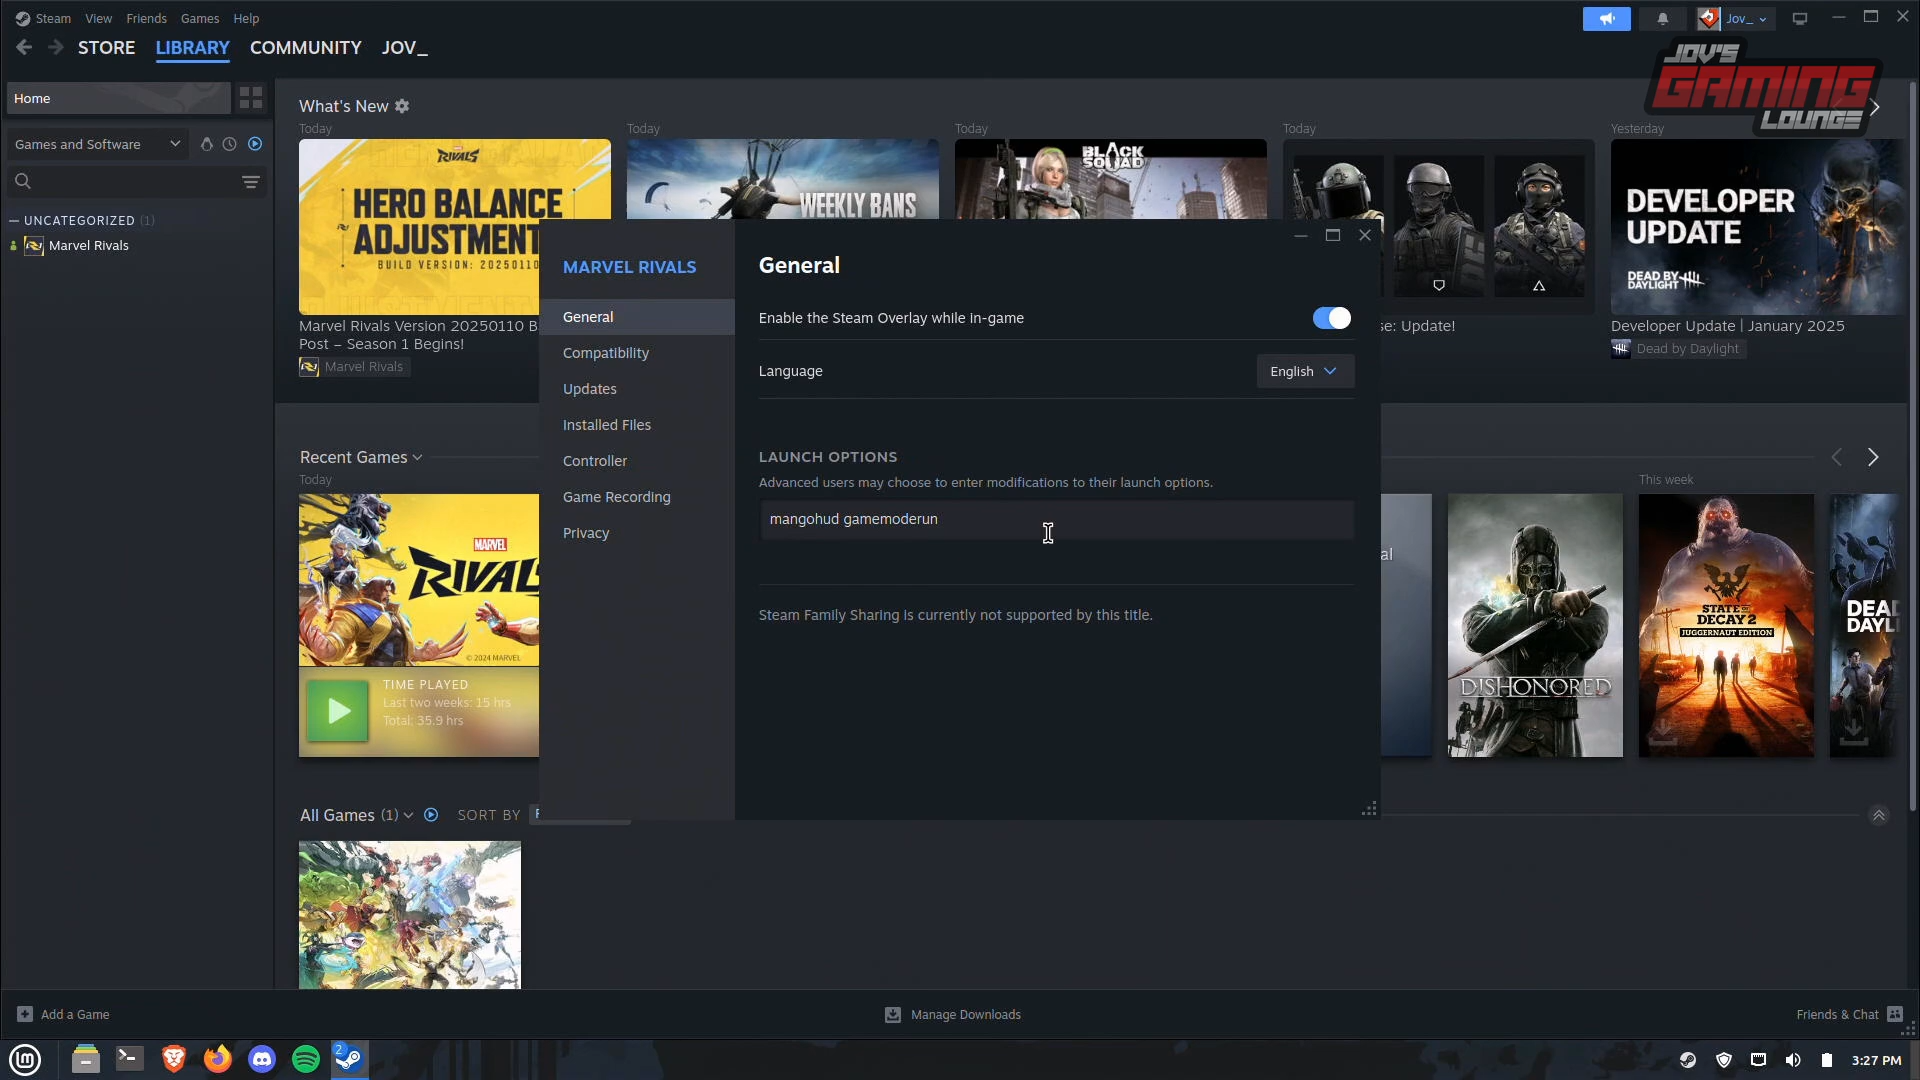 Steam View Friends Games Help
Jov_
STORE LIBRARY COMMUNITY JOV_
JOV'S
GAMING
LOUNGE
Home
What's New
Today
Today
Today
Today
Yesterday
Games and Software
MARVEL
RIVALS
HERO BALANCE
ADJUSTMENT
BUILD VERSION: 20250110
WEEKLY BANS
BLACK
SQUAD
DEVELOPER
UPDATE
DEAD BY
DAYLIGHT
UNCATEGORIZED (1)
Marvel Rivals
Marvel Rivals Version 20250110 B
Post – Season 1 Begins!
Marvel Rivals
se: Update!
Developer Update | January 2025
Dead by Daylight
MARVEL RIVALS
General
Compatibility
Updates
Installed Files
Controller
Game Recording
Privacy
General
Enable the Steam Overlay while in-game
Language
English
LAUNCH OPTIONS
Advanced users may choose to enter modifications to their launch options.
mangohud gamemoderun
Steam Family Sharing is currently not supported by this title.
Recent Games
Today
This week
MARVEL
RIVAL
© 2024 MARVEL
TIME PLAYED
Last two weeks: 15 hrs
Total: 35.9 hrs
al
DISHONORED
STATE OF
DECAY 2
JUGGERNAUT EDITION
DEAD
DAYL
All Games (1)
SORT BY
Add a Game
Manage Downloads
Friends & Chat
2
3:27 PM